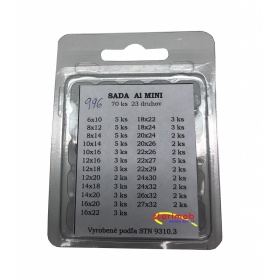 996
SADA Al MINI
70 ks 23 druhov
6x10 5 ks 18x22 3 ks
8x12 5 ks 18x24 3 ks
8x14 5 ks 20x24 2 ks
10x14 5 ks 20x26 2 ks
10x16 3 ks 22x26 2 ks
12x16 3 ks 22x27 5 ks
12x18 3 ks 22x29 2 ks
12x20 3 ks 24x30 2 ks
14x18 3 ks 24x32 2 ks
14x20 3 ks 26x32 2 ks
16x20 3 ks 27x32 2 ks
16x22 3 ks
Vyrobené podľa STN 9310.3